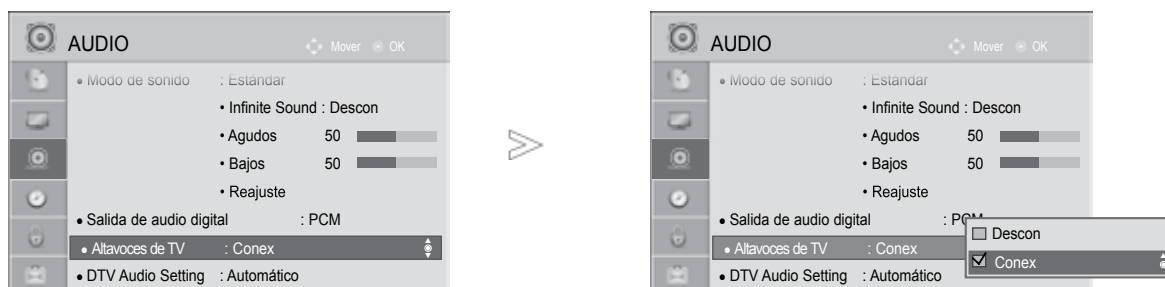 AUDIO Mover OK
• Modo de sonido : Estándar
• Infinite Sound : Descon
• Agudos 50
• Bajos 50
• Reajuste
• Salida de audio digital : PCM
• Altavoces de TV : Conex
• DTV Audio Setting : Automático
AUDIO Mover OK
• Modo de sonido : Estándar
• Infinite Sound : Descon
• Agudos 50
• Bajos 50
• Reajuste
• Salida de audio digital : PCM
• Altavoces de TV : Conex
• DTV Audio Setting : Automático
Descon
Conex